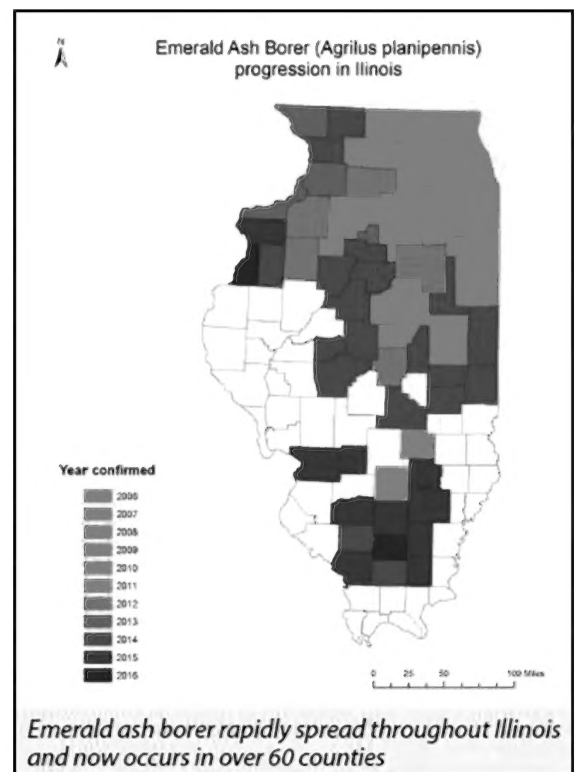 N
Emerald Ash Borer (Agrilus planipennis)
progression in Illinois
Year confirmed
2006
2007
2008
2009
2010
2011
2012
2013
2014
2015
2016
0 25 50 100 Miles
Emerald ash borer rapidly spread throughout Illinois
and now occurs in over 60 counties